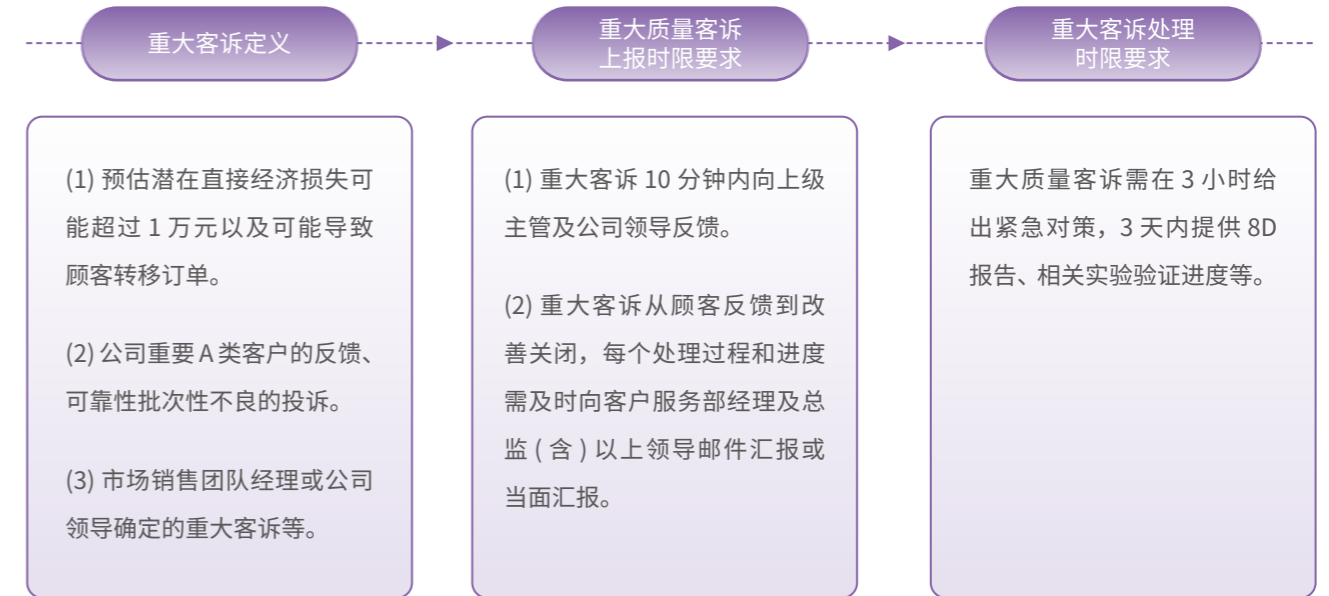 重大客诉定义
重大质量客诉
上报时限要求
重大客诉处理
时限要求
(1) 预估潜在直接经济损失可
能超过 1 万元以及可能导致
顾客转移订单。
(2) 公司重要 A 类客户的反馈、
可靠性批次性不良的投诉。
(3) 市场销售团队经理或公司
领导确定的重大客诉等。
(1) 重大客诉 10 分钟内向上级
主管及公司领导反馈。
(2) 重大客诉从顾客反馈到改
善关闭，每个处理过程和进度
需及时向客户服务部经理及总
监 ( 含 ) 以上领导邮件汇报或
当面汇报。
重大质量客诉需在 3 小时给
出紧急对策，3 天内提供 8D
报告、相关实验验证进度等。